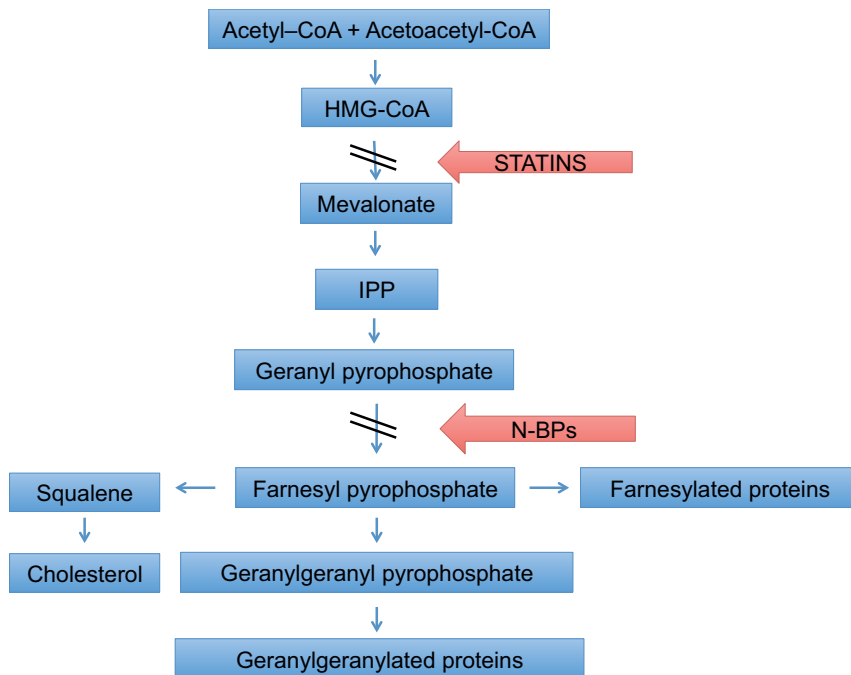 Acetyl–CoA + Acetoacetyl-CoA
HMG-CoA
STATINS
Mevalonate
IPP
Geranyl pyrophosphate
N-BPs
Squalene
Farnesyl pyrophosphate
Farnesylated proteins
Cholesterol
Geranylgeranyl pyrophosphate
Geranylgeranylated proteins